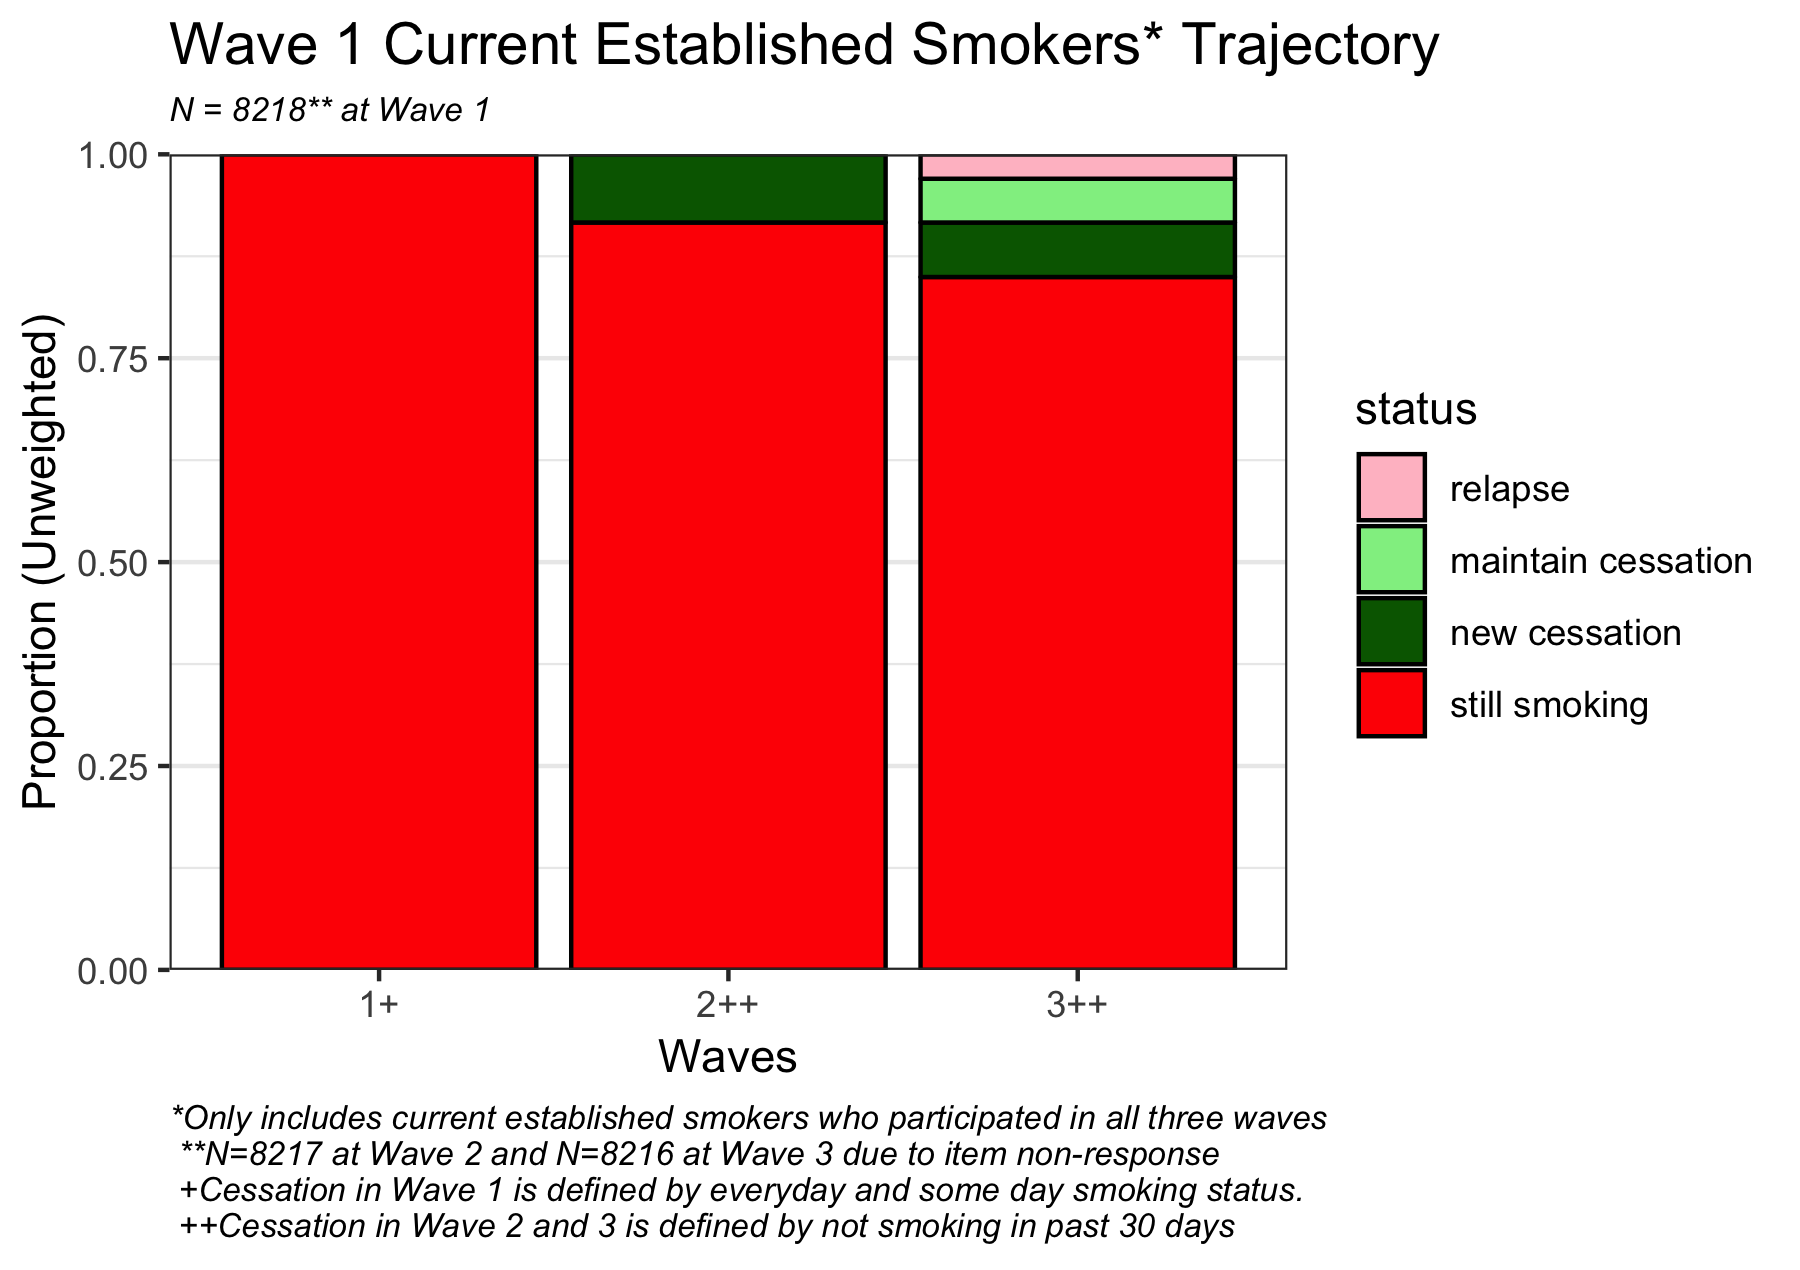 Wave 1 Current Established Smokers* Trajectory
N = 8218** at Wave 1
1.00
0.75
0.50
0.25
0.00
Proportion (Unweighted)
1+ 2++ 3++
Waves
status
relapse
maintain cessation
new cessation
still smoking
*Only includes current established smokers who participated in all three waves
**N=8217 at Wave 2 and N=8216 at Wave 3 due to item non-response
+Cessation in Wave 1 is defined by everyday and some day smoking status.
++Cessation in Wave 2 and 3 is defined by not smoking in past 30 days